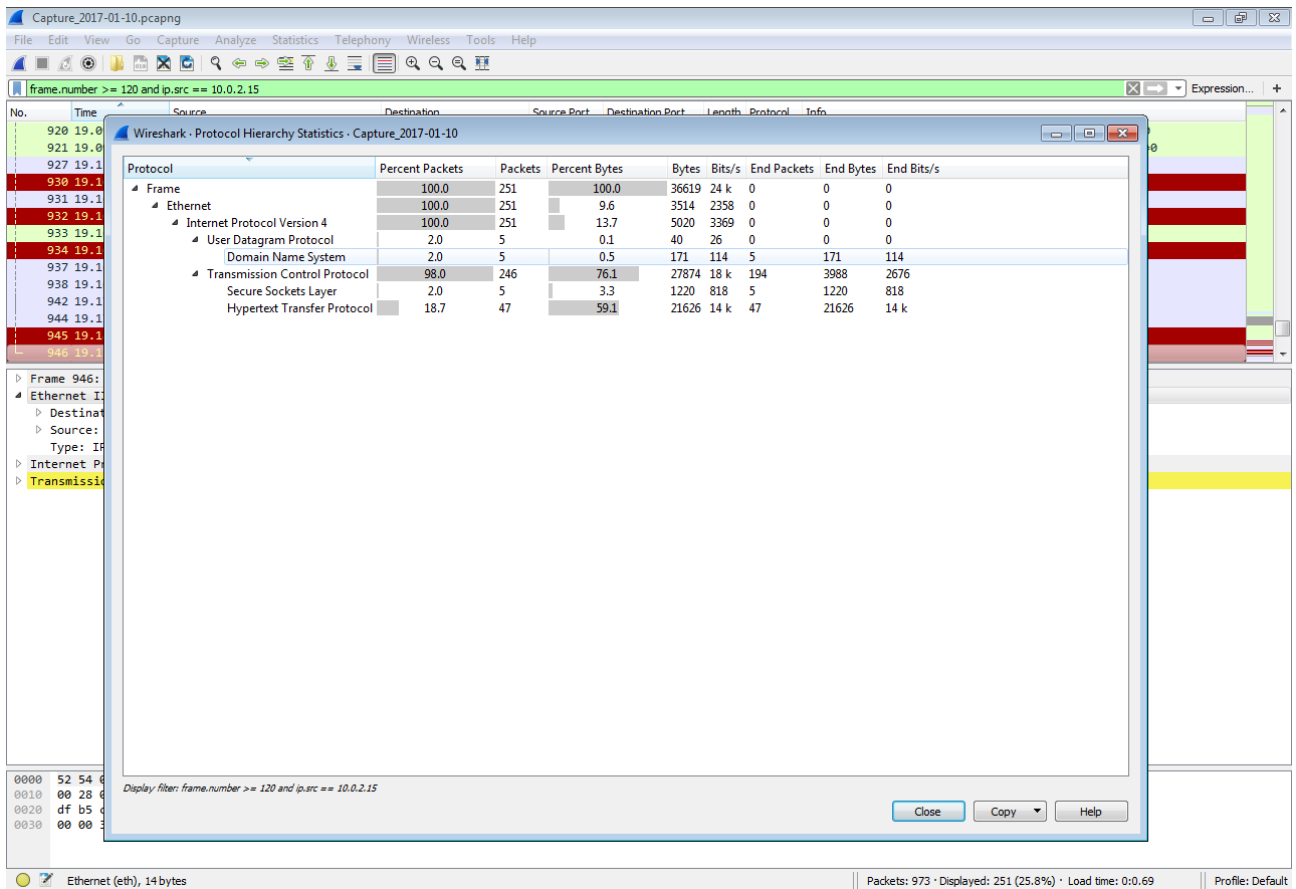 Capture_2017-01-10.pcapng
File Edit View Go Capture Analyze Statistics Telephony Wireless Tools Help
frame.number >= 120 and ip.src == 10.0.2.15 Expression... +
No. Time Source Destination Source Port Destination Port Length Protocol Info
920 19.0
921 19.0
927 19.1
930 19.1
931 19.1
932 19.1
933 19.1
934 19.1
937 19.1
938 19.1
942 19.1
944 19.1
945 19.1
946 19.1
Wireshark · Protocol Hierarchy Statistics · Capture_2017-01-10
Protocol Percent Packets Packets Percent Bytes Bytes Bits/s End Packets End Bytes End Bits/s
Frame 100.0 251 100.0 36619 24 k 0 0 0
Ethernet 100.0 251 9.6 3514 2358 0 0 0
Internet Protocol Version 4 100.0 251 13.7 5020 3369 0 0 0
User Datagram Protocol 2.0 5 0.1 40 26 0 0 0
Domain Name System 2.0 5 0.5 171 114 5 171 114
Transmission Control Protocol 98.0 246 76.1 27874 18 k 194 3988 2676
Secure Sockets Layer 2.0 5 3.3 1220 818 5 1220 818
Hypertext Transfer Protocol 18.7 47 59.1 21626 14 k 47 21626 14 k
Display filter: frame.number >= 120 and ip.src == 10.0.2.15
Close Copy Help
Frame 946:
Ethernet II
Destinat
Source:
Type: IP
Internet Pr
Transmissio
0000 52 54
0010 00 28
0020 df b5
0030 00 00
Ethernet (eth), 14 bytes Packets: 973 · Displayed: 251 (25.8%) · Load time: 0:0.69 Profile: Default